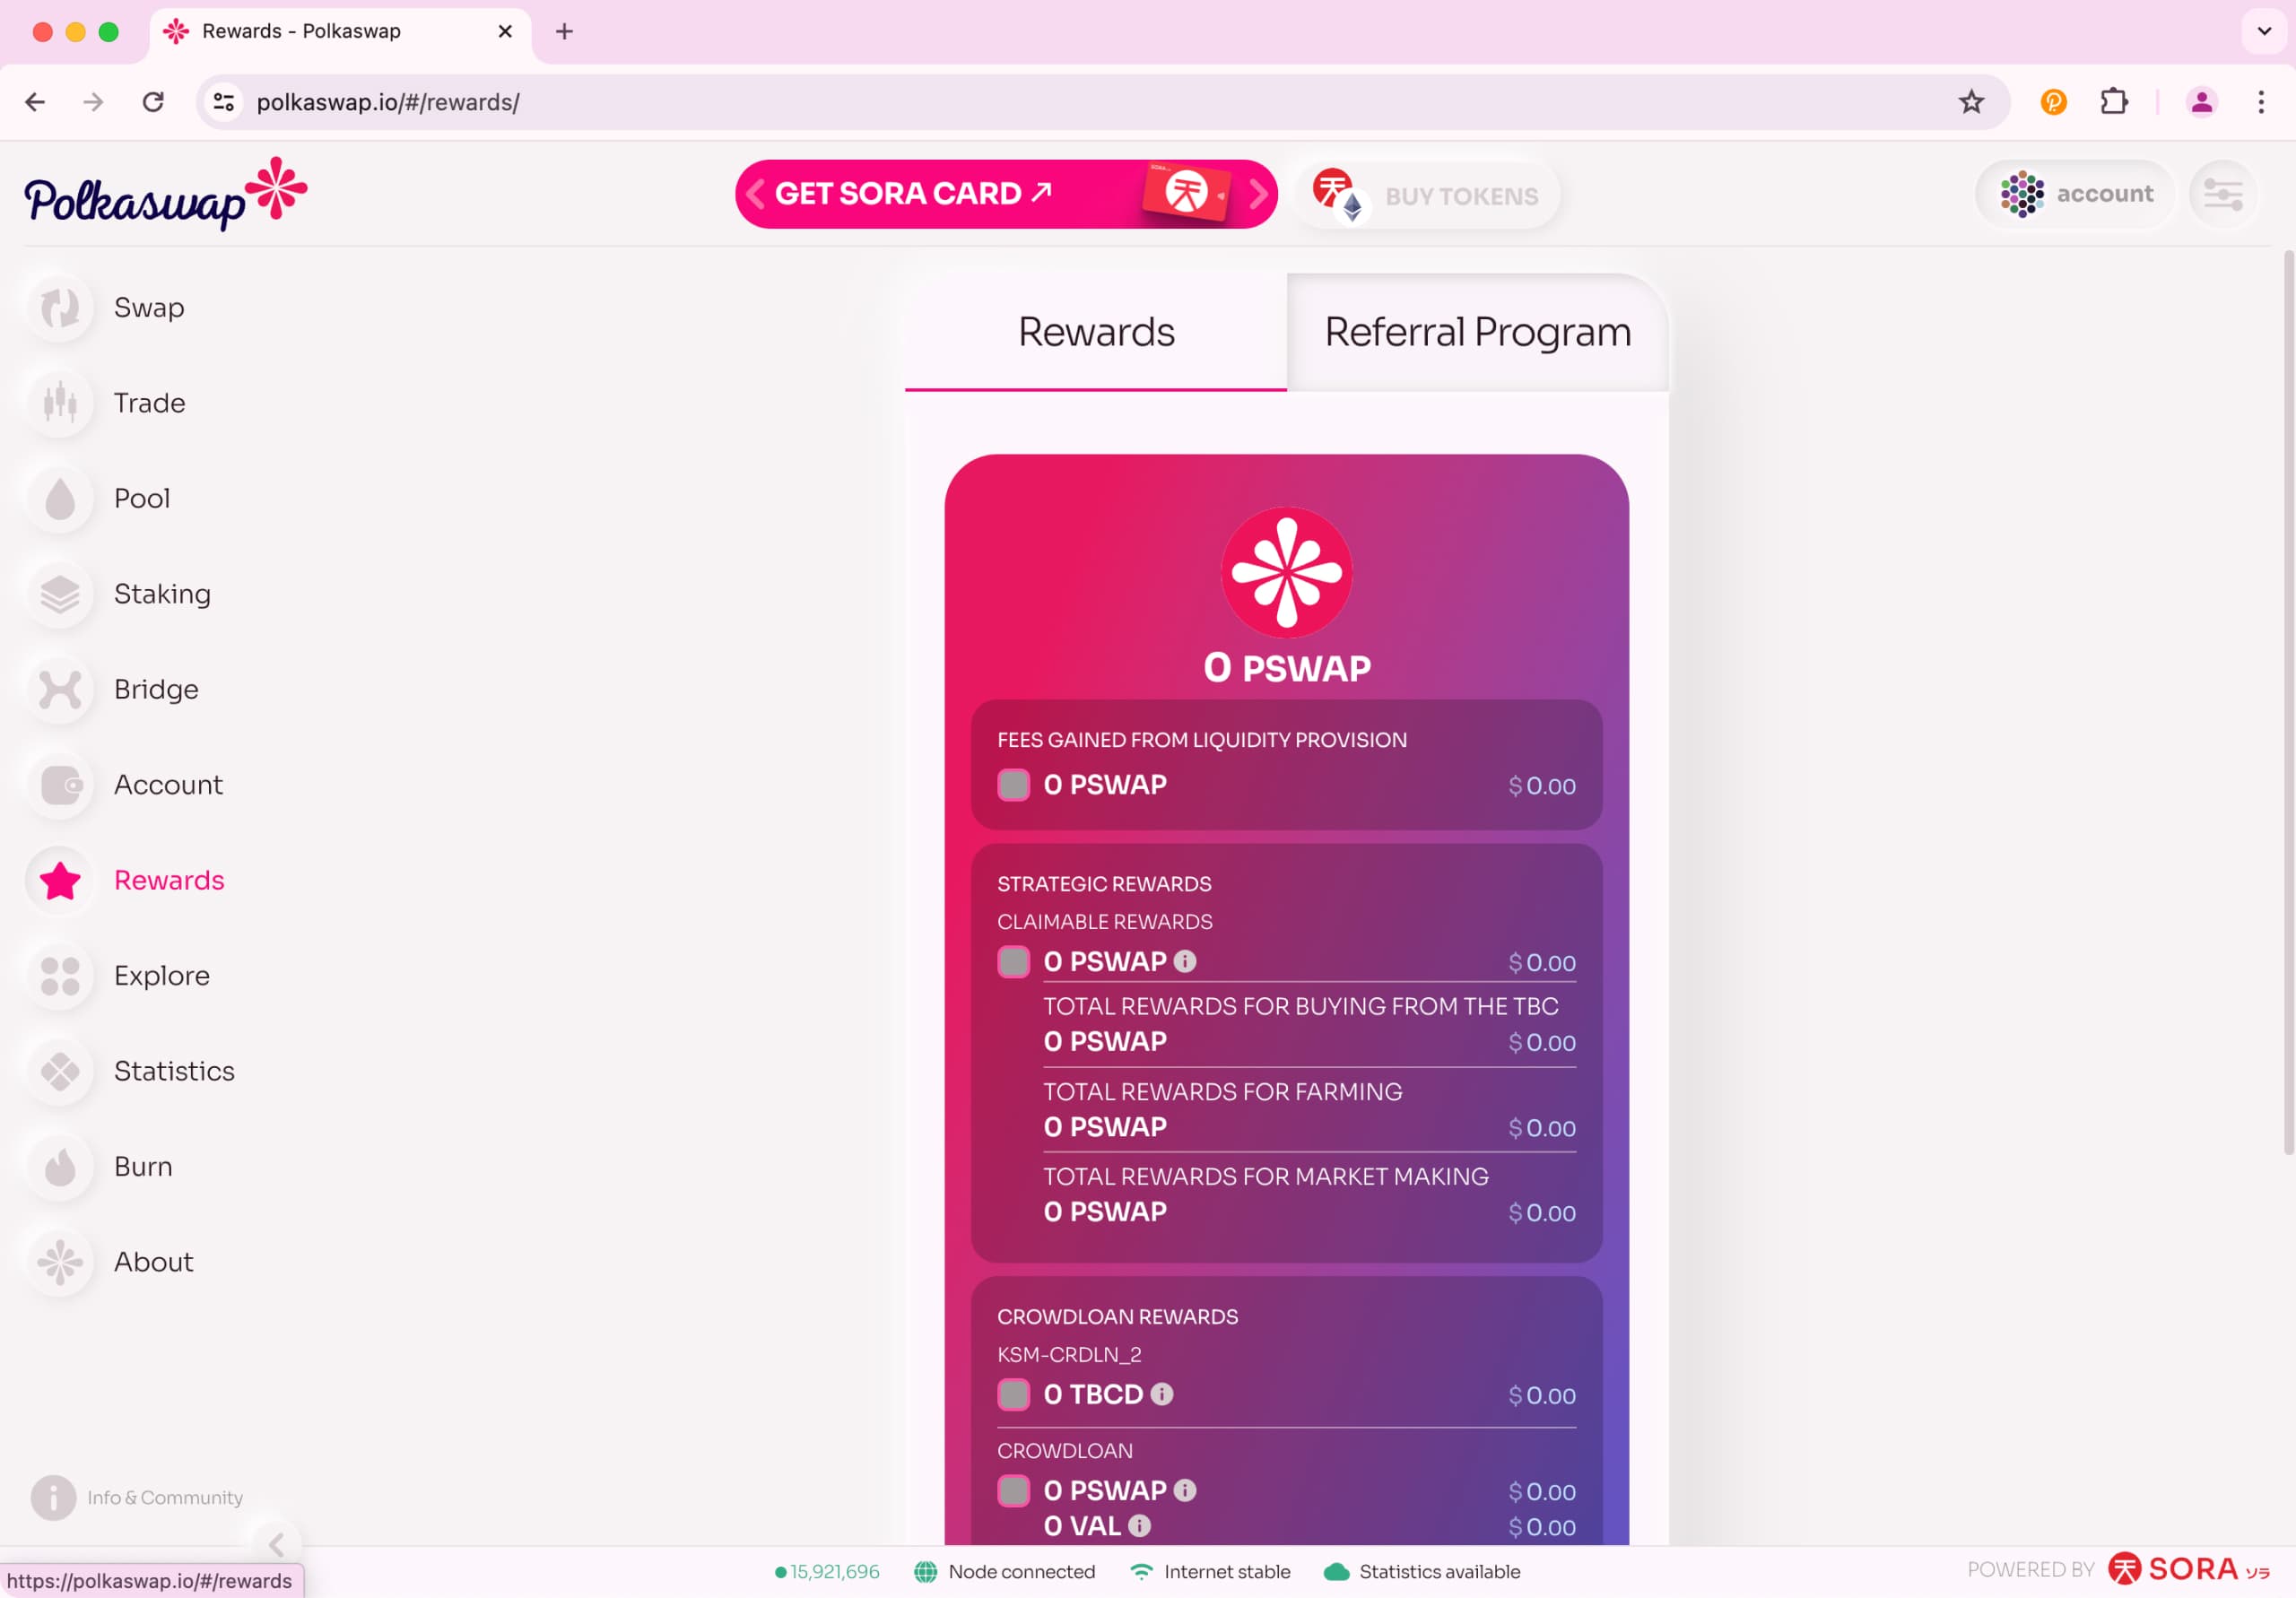 Rewards - Polkaswap
polkaswap.io/#/rewards/
Polkaswap
GET SORA CARD
BUY TOKENS
account
Swap
Trade
Pool
Staking
Bridge
Account
Rewards
Explore
Statistics
Burn
About
Info & Community
https://polkaswap.io/#/rewards
Rewards
Referral Program
0 PSWAP
FEES GAINED FROM LIQUIDITY PROVISION
0 PSWAP $0.00
STRATEGIC REWARDS
CLAIMABLE REWARDS
0 PSWAP $0.00
TOTAL REWARDS FOR BUYING FROM THE TBC
0 PSWAP $0.00
TOTAL REWARDS FOR FARMING
0 PSWAP $0.00
TOTAL REWARDS FOR MARKET MAKING
0 PSWAP $0.00
CROWDLOAN REWARDS
KSM-CRDLN_2
0 TBCD $0.00
CROWDLOAN
0 PSWAP $0.00
0 VAL $0.00
15,921,696
Node connected
Internet stable
Statistics available
POWERED BY 天 SORA ソラ